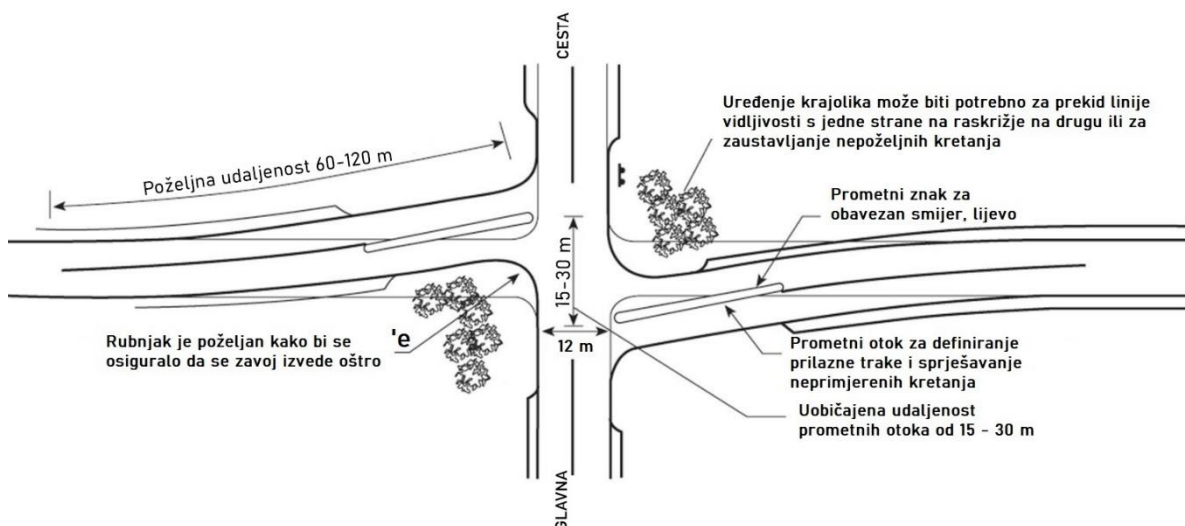 CESTA
Uređenje krajolika može biti potrebno za prekid linije
vidljivosti s jedne strane na raskrižje na drugu ili za
zaustavljanje nepoželjnih kretanja
Poželjna udaljenost 60-120 m
Prometni znak za
obavezan smijer, lijevo
15-30 m
12 m
Rubnjak je poželjan kako bi se
osiguralo da se zavoj izvede oštro
'e
Prometni otok za definiranje
prilazne trake i sprješavanje
neprimjerenih kretanja
Uobičajena udaljenost
prometnih otoka od 15 - 30 m
GLAVNA